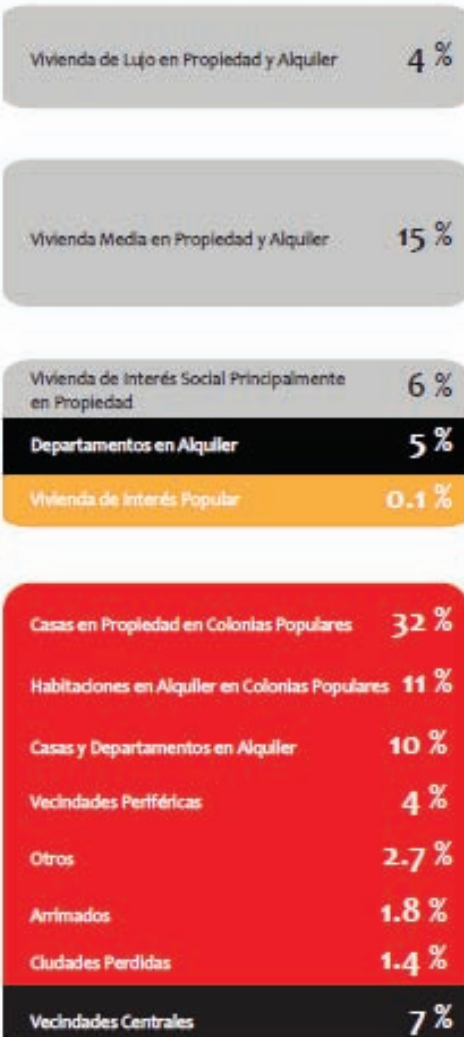 Vivienda de Lujo en Propiedad y Alquiler 4 %
Vivienda Media en Propiedad y Alquiler 15 %
Vivienda de Interés Social Principalmente
en Propiedad 6 %
Departamentos en Alquiler 5 %
Vivienda de Interés Popular 0.1 %
Casas en Propiedad en Colonias Populares 32 %
Habitaciones en Alquiler en Colonias Populares 11 %
Casas y Departamentos en Alquiler 10 %
Vecindades Periféricas 4 %
Otros 2.7 %
Arrimados 1.8 %
Ciudades Perdidas 1.4 %
Vecindades Centrales 7 %